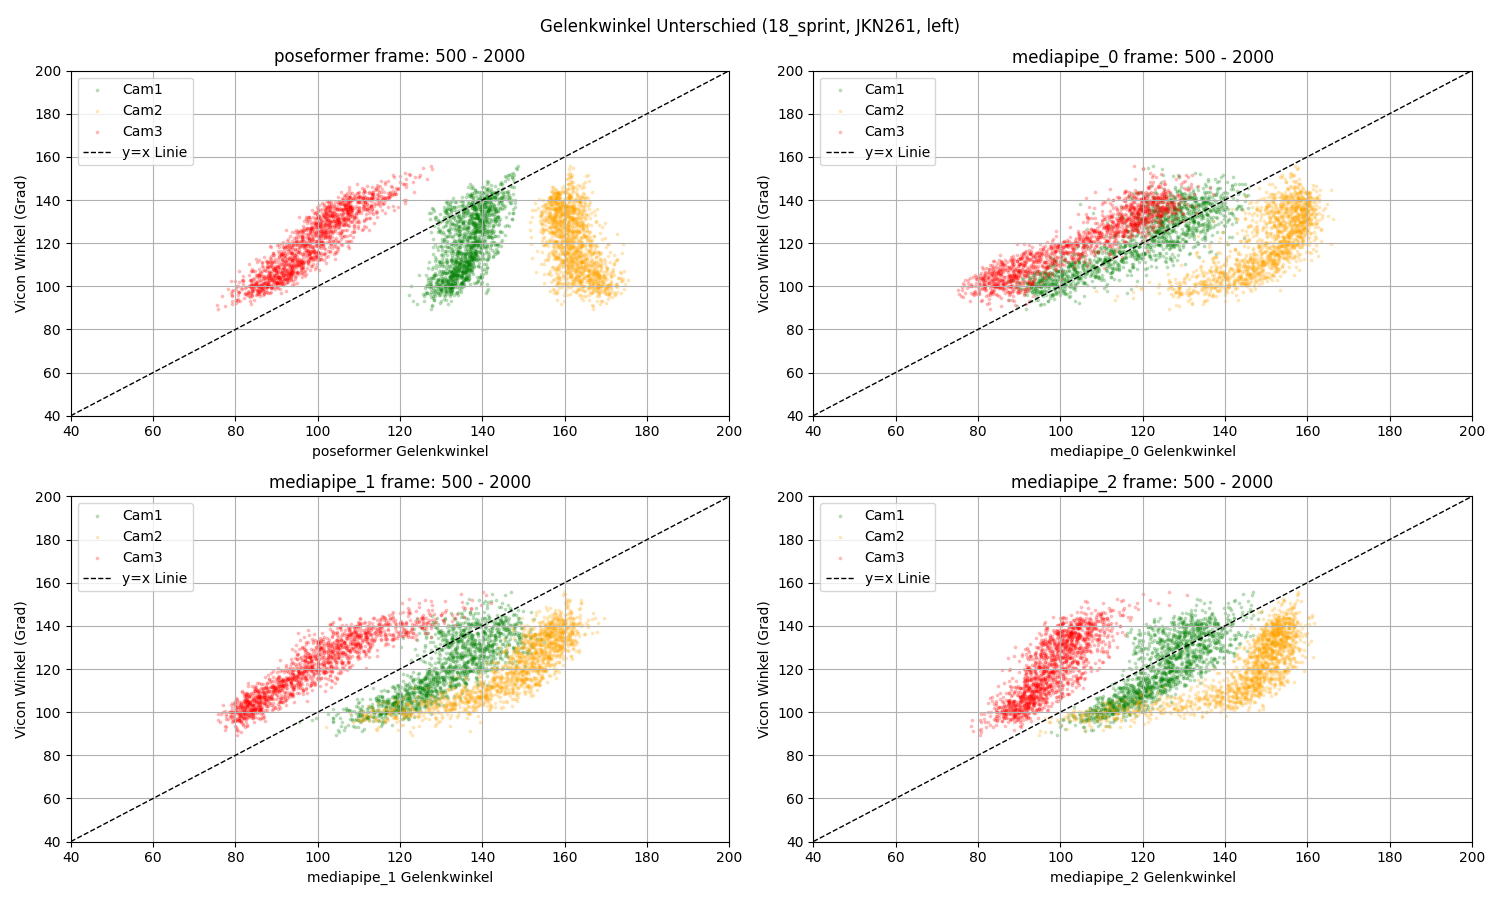 Gelenkwinkel Unterschied (18_sprint, JKN261, left)
poseformer frame: 500 - 2000
200
180
160
140
120
100
80
60
40
Vicon Winkel (Grad)
Cam1
Cam2
Cam3
y=x Linie
40 60 80 100 120 140 160 180 200
poseformer Gelenkwinkel
mediapipe_0 frame: 500 - 2000
200
180
160
140
120
100
80
60
40
Vicon Winkel (Grad)
Cam1
Cam2
Cam3
y=x Linie
40 60 80 100 120 140 160 180 200
mediapipe_0 Gelenkwinkel
mediapipe_1 frame: 500 - 2000
200
180
160
140
120
100
80
60
40
Vicon Winkel (Grad)
Cam1
Cam2
Cam3
y=x Linie
40 60 80 100 120 140 160 180 200
mediapipe_1 Gelenkwinkel
mediapipe_2 frame: 500 - 2000
200
180
160
140
120
100
80
60
40
Vicon Winkel (Grad)
Cam1
Cam2
Cam3
y=x Linie
40 60 80 100 120 140 160 180 200
mediapipe_2 Gelenkwinkel